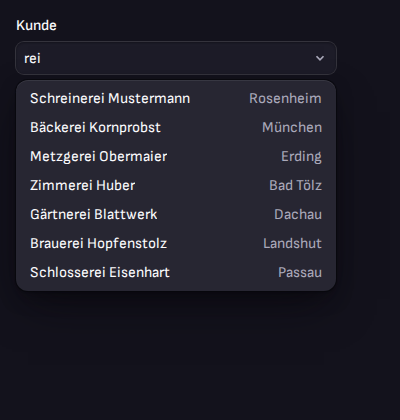 Kunde
rei
Schreinerei Mustermann Rosenheim
Bäckerei Kornprobst München
Metzgerei Obermaier Erding
Zimmerei Huber Bad Tölz
Gärtnerei Blattwerk Dachau
Brauerei Hopfenstolz Landshut
Schlosserei Eisenhart Passau